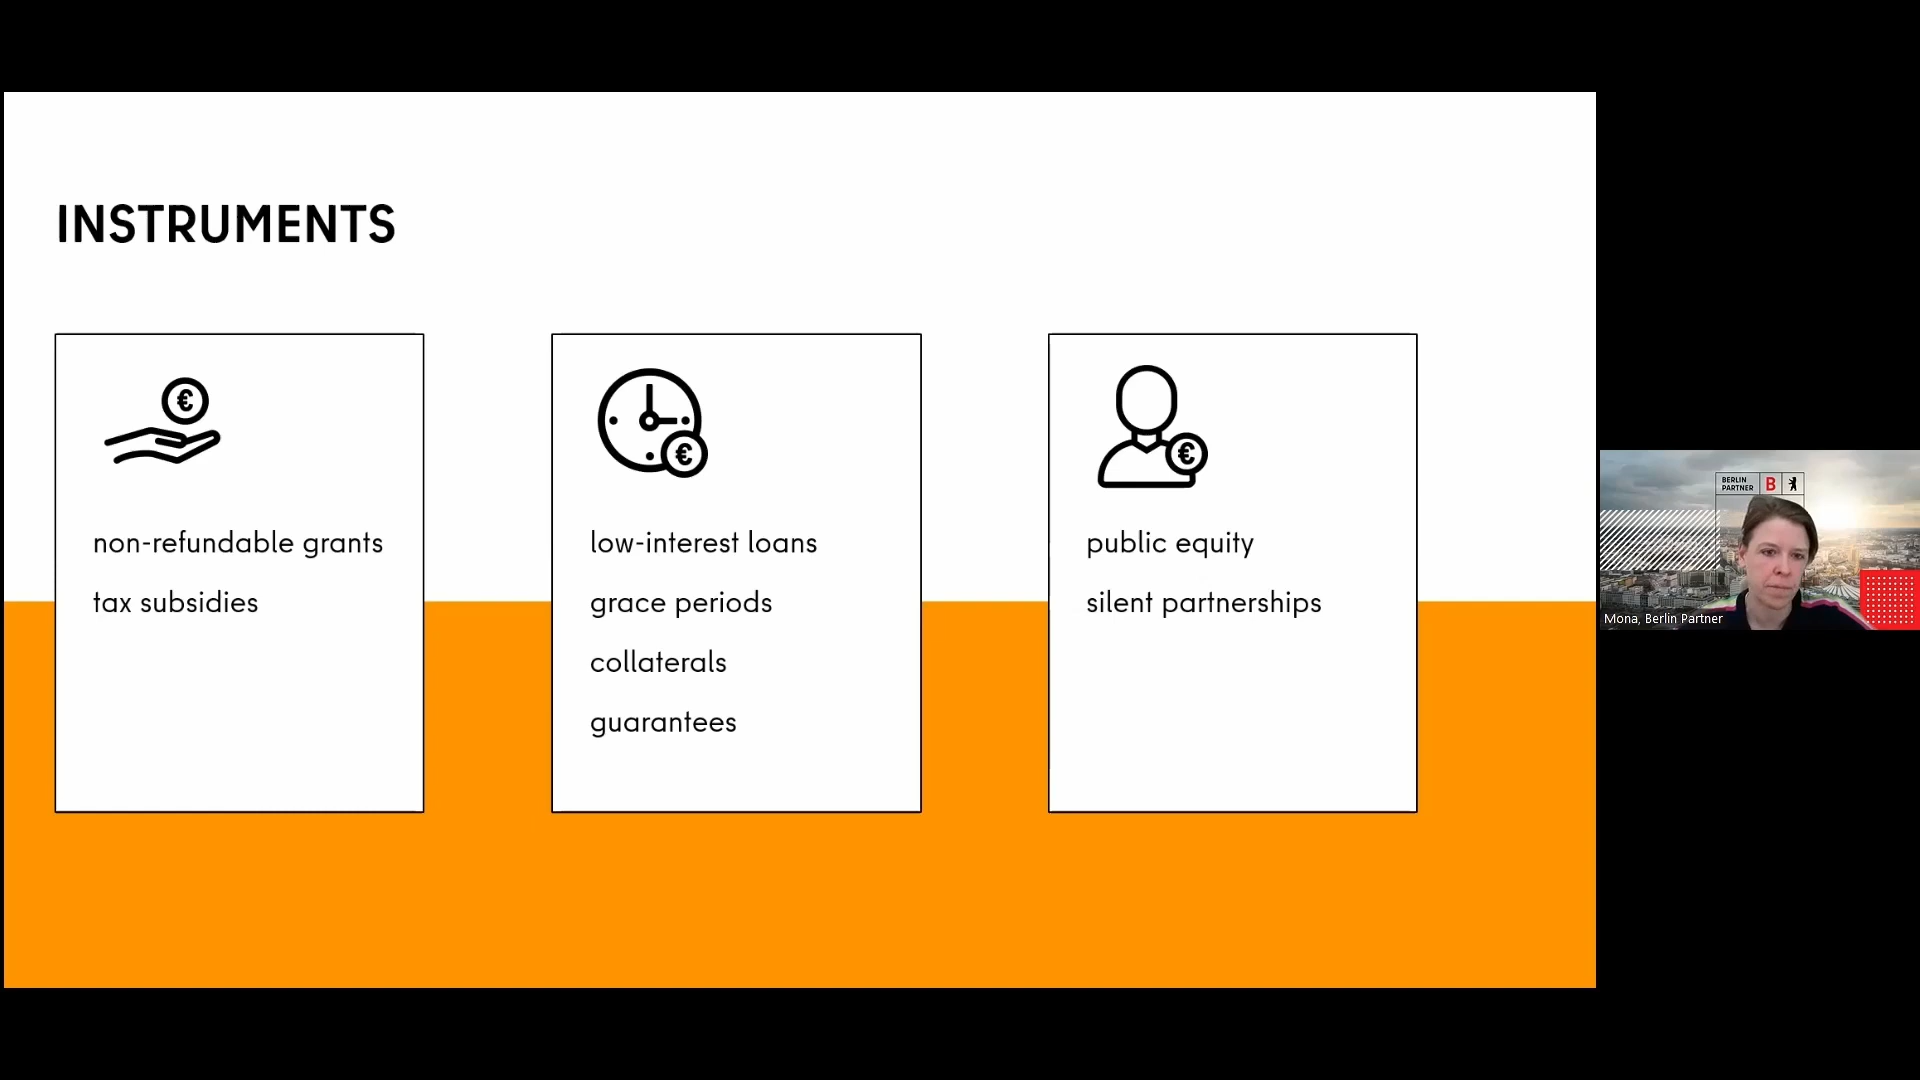 INSTRUMENTS
€
non-refundable grants
tax subsidies
€
low-interest loans
grace periods
collaterals
guarantees
€
public equity
silent partnerships
BERLIN
PARTNER
B
Mona, Berlin Partner